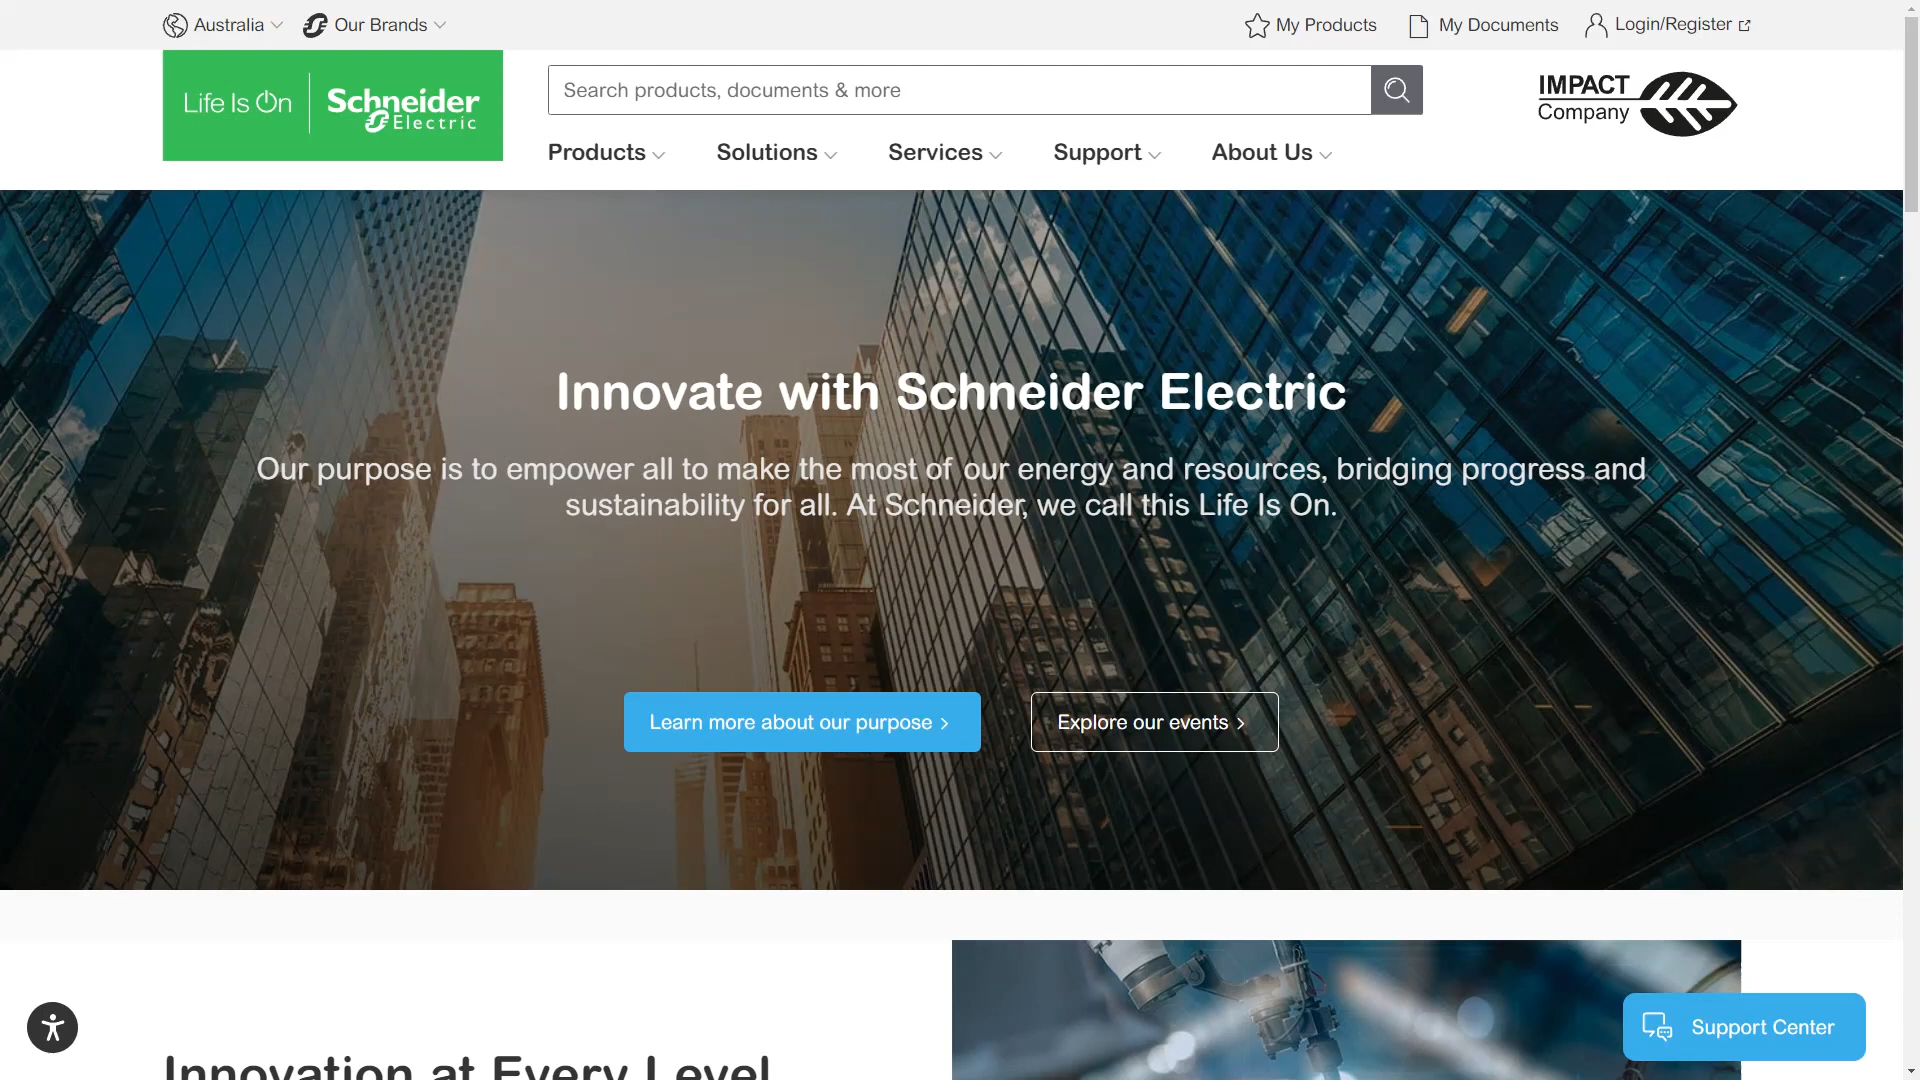 Australia
Our Brands
My Products
My Documents
Login/Register
Life Is On
Schneider
Electric
Search products, documents & more
IMPACT
Company
Products
Solutions
Services
Support
About Us
Innovate with Schneider Electric
Our purpose is to empower all to make the most of our energy and resources, bridging progress and
sustainability for all. At Schneider, we call this Life Is On.
Learn more about our purpose
Explore our events
Support Center
Innovation at Every Level